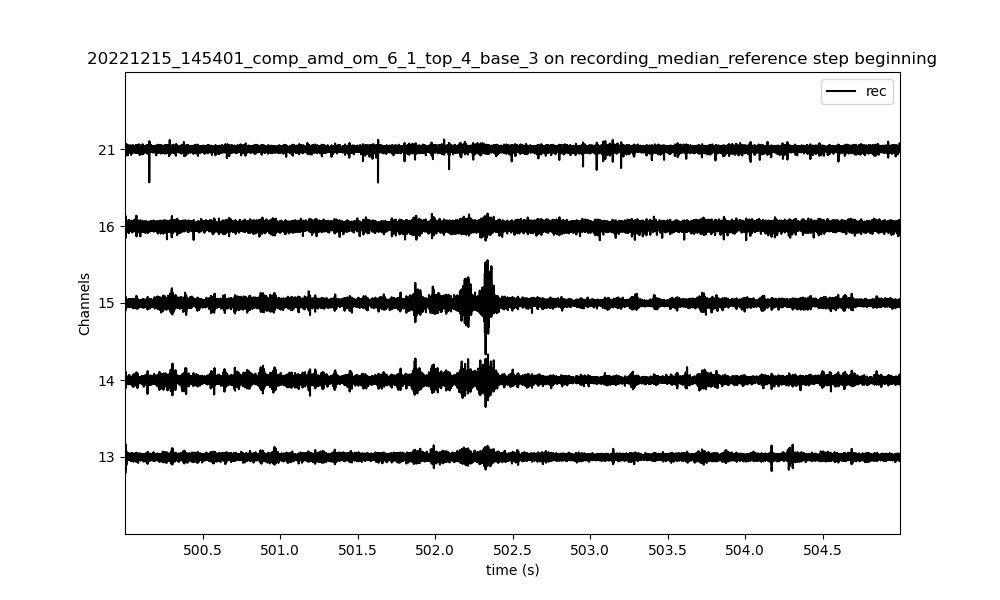 20221215_145401_comp_amd_om_6_1_top_4_base_3 on recording_median_reference step beginning
rec
21
16
15
14
13
Channels
500.5 501.0 501.5 502.0 502.5 503.0 503.5 504.0 504.5
time (s)